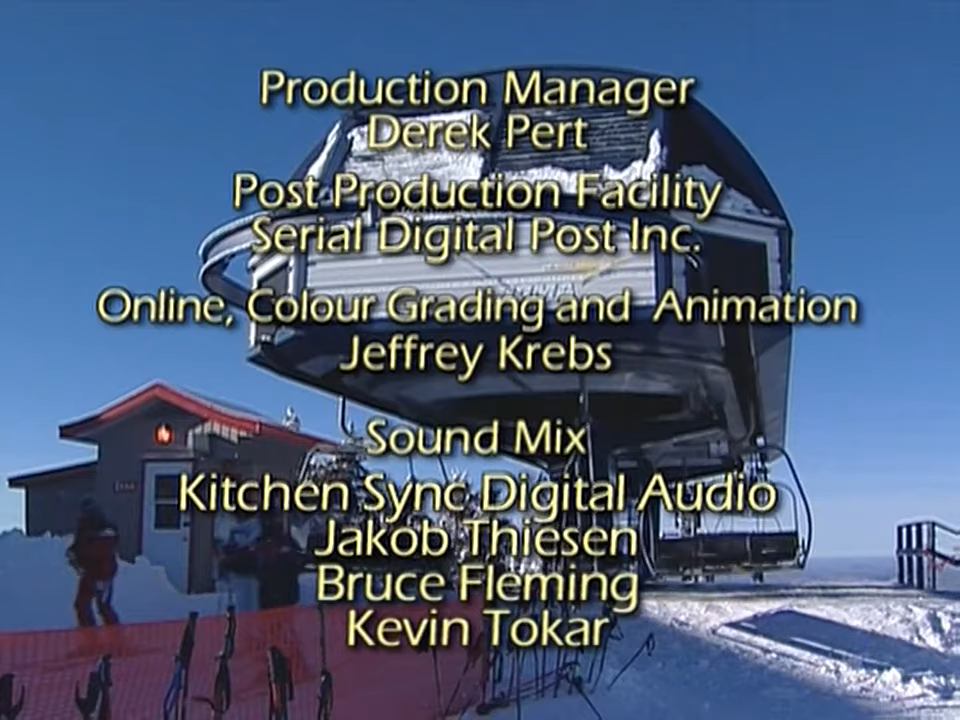 Production Manager
Derek Pert
Post Production Facility
Serial Digital Post Inc.
Online, Colour Grading and Animation
Jeffrey Krebs
Sound Mix
Kitchen Sync Digital Audio
Jakob Thiesen
Bruce Fleming
Kevin Tokar